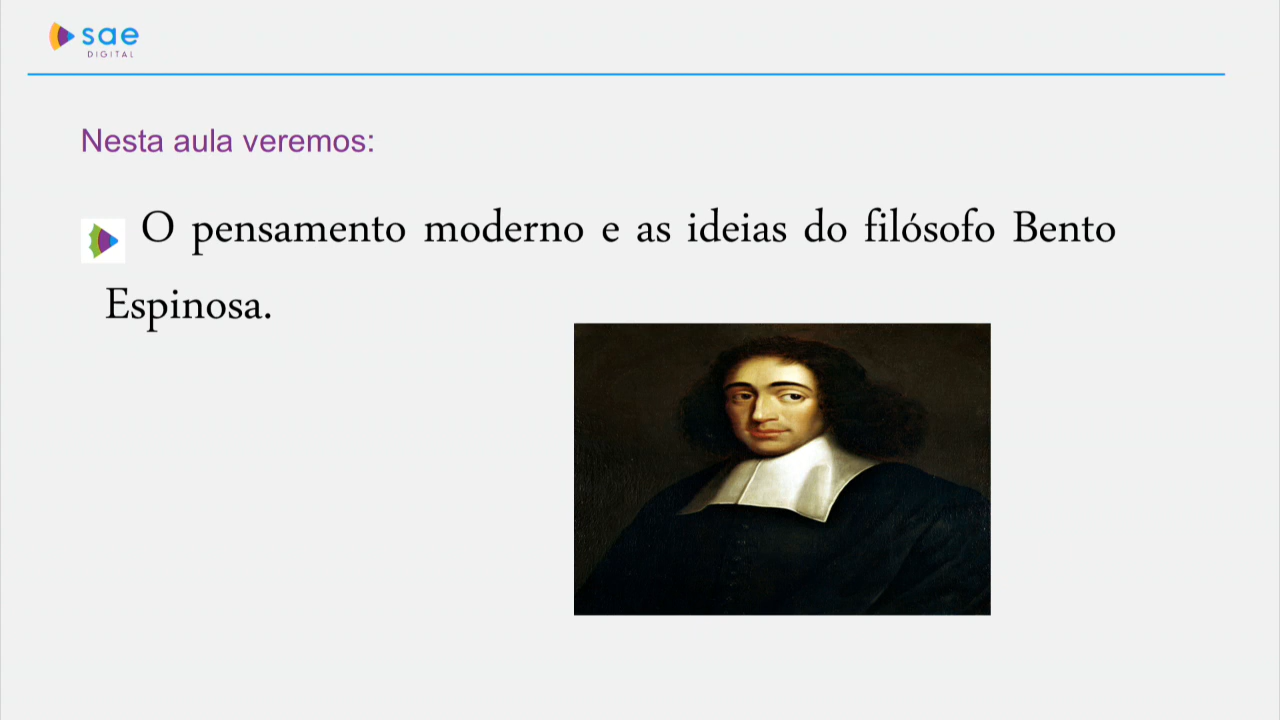 sae
DIGITAL
Nesta aula veremos:
O pensamento moderno e as ideias do filósofo Bento
Espinosa.